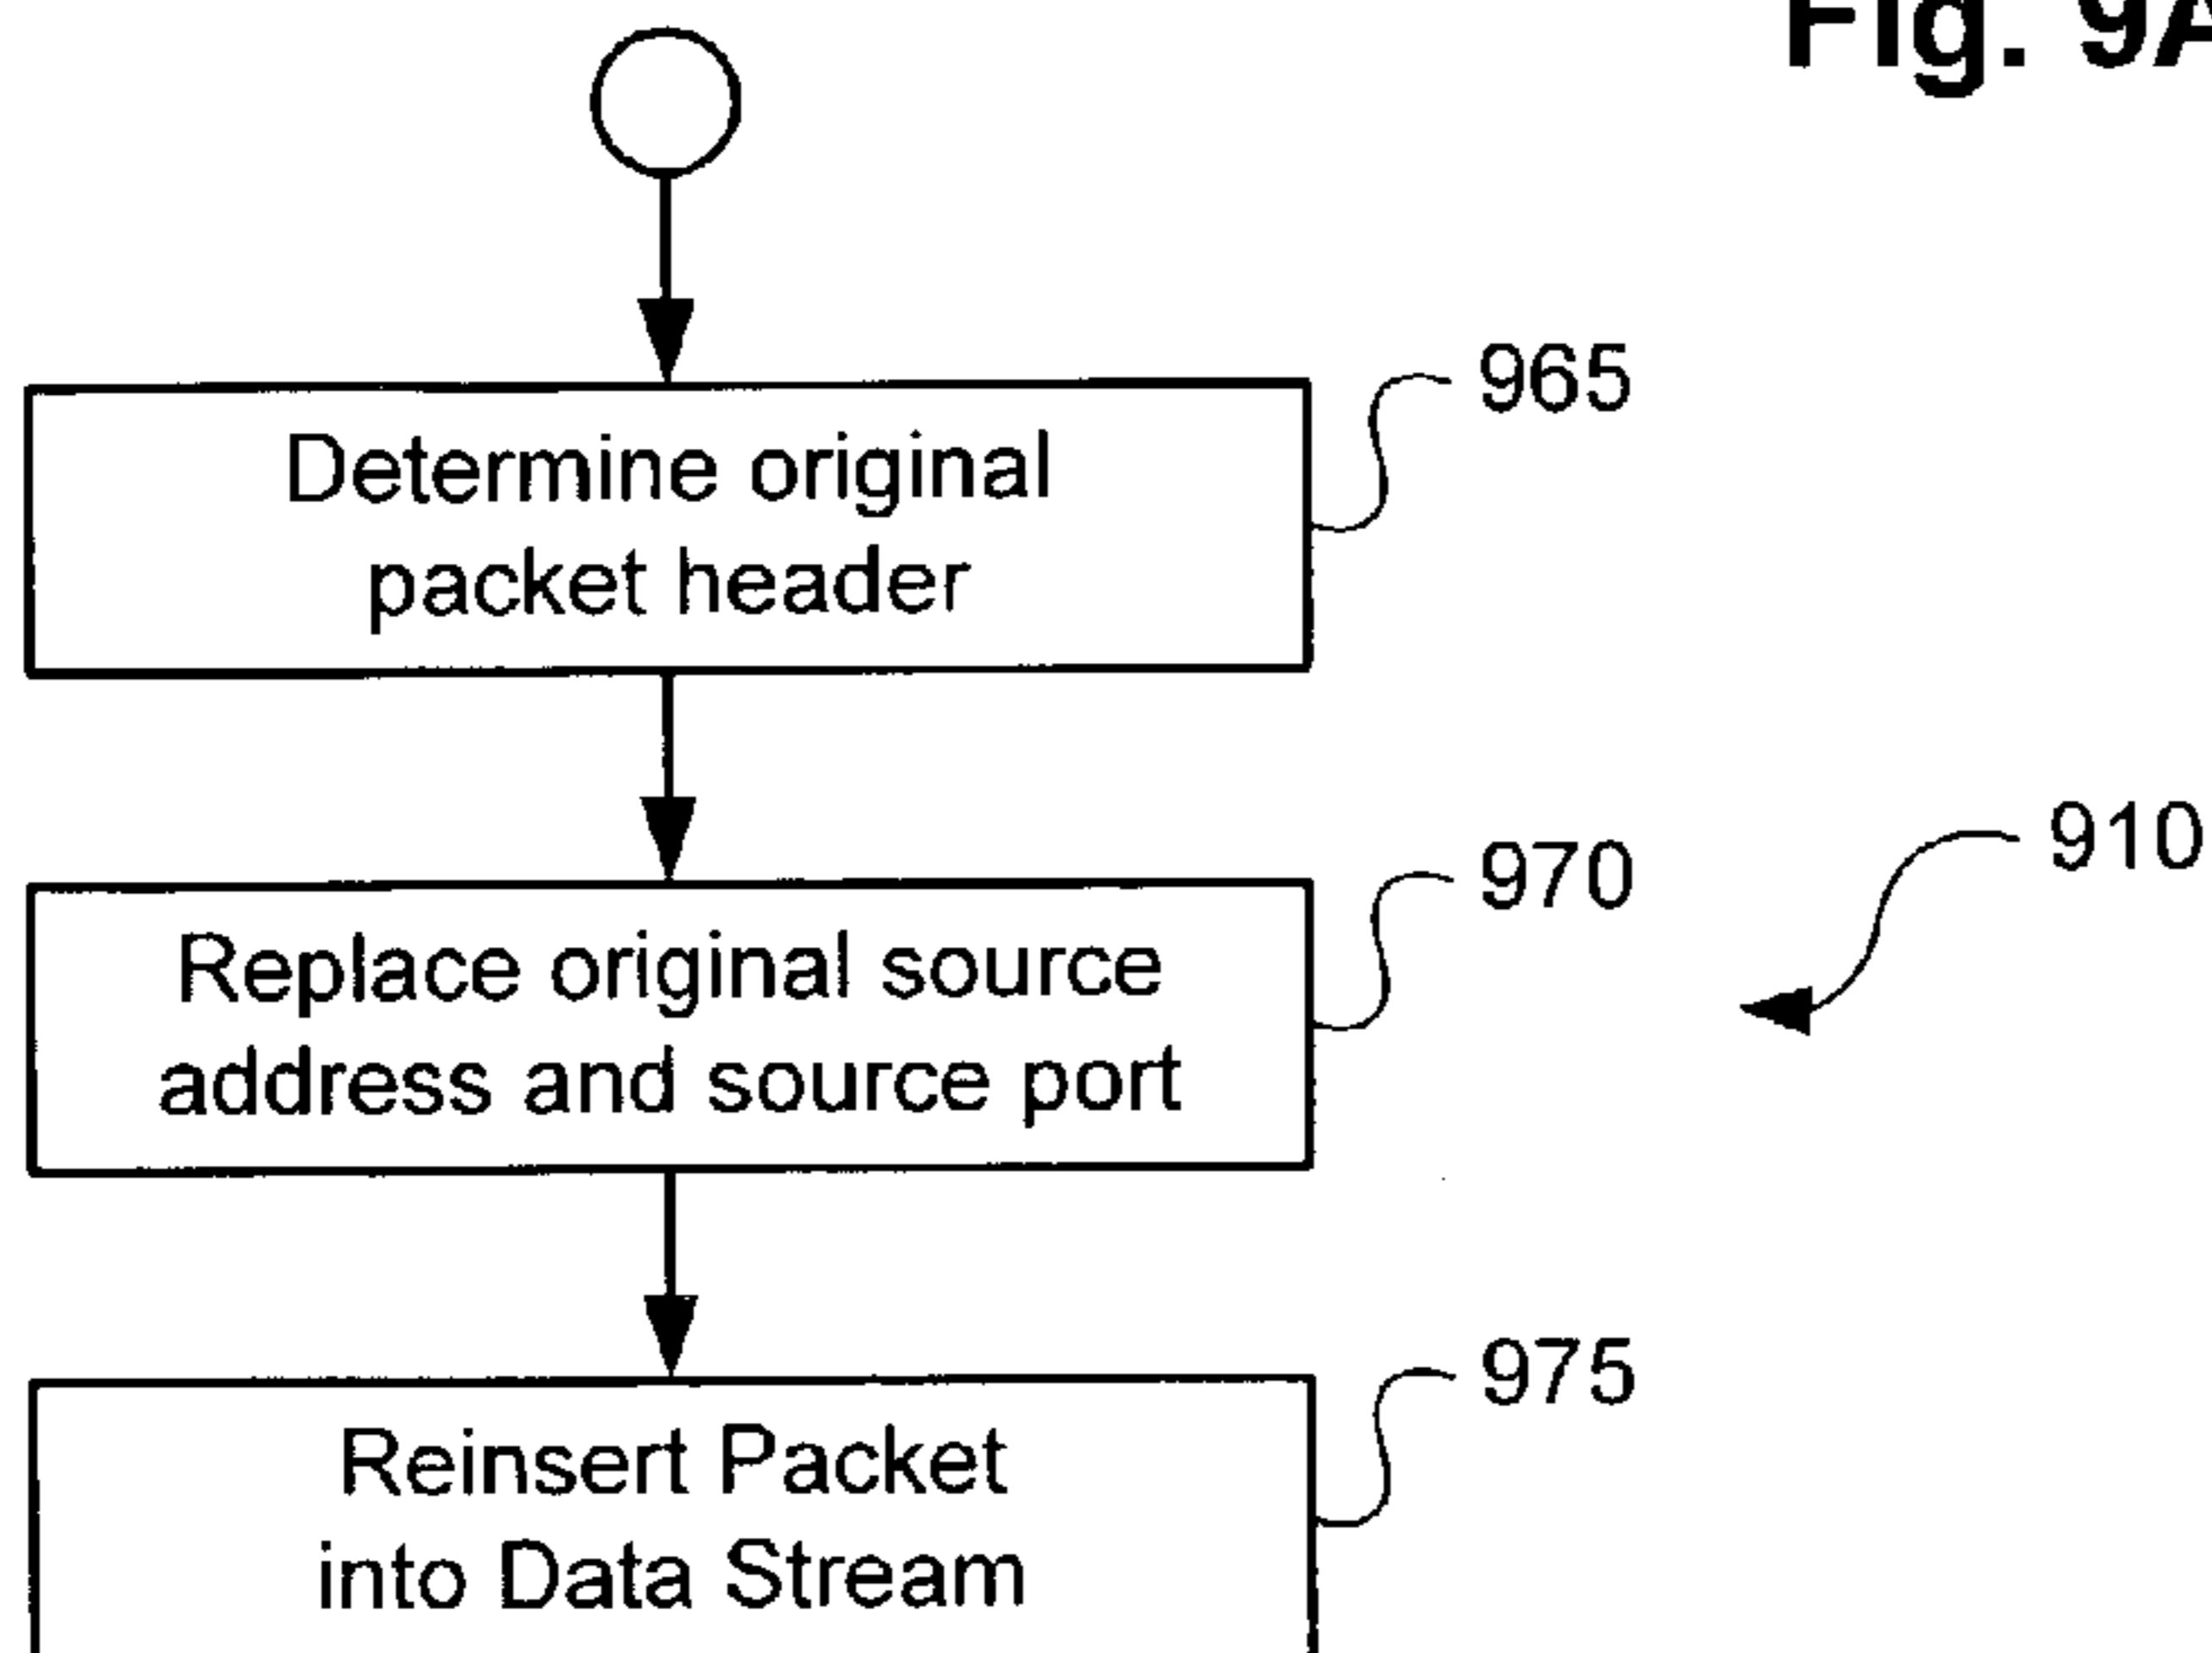 Fig. 9A
965
Determine original
packet header
970
910
Replace original source
address and source port
975
Reinsert Packet
into Data Stream